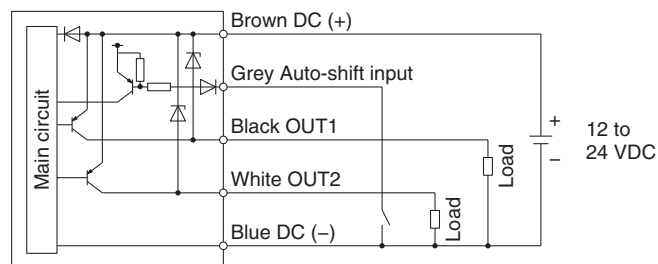 Brown DC (+)
Grey Auto-shift input
Main circuit
Black OUT1
+
12 to
24 VDC
–
Load
White OUT2
Load
Blue DC (–)